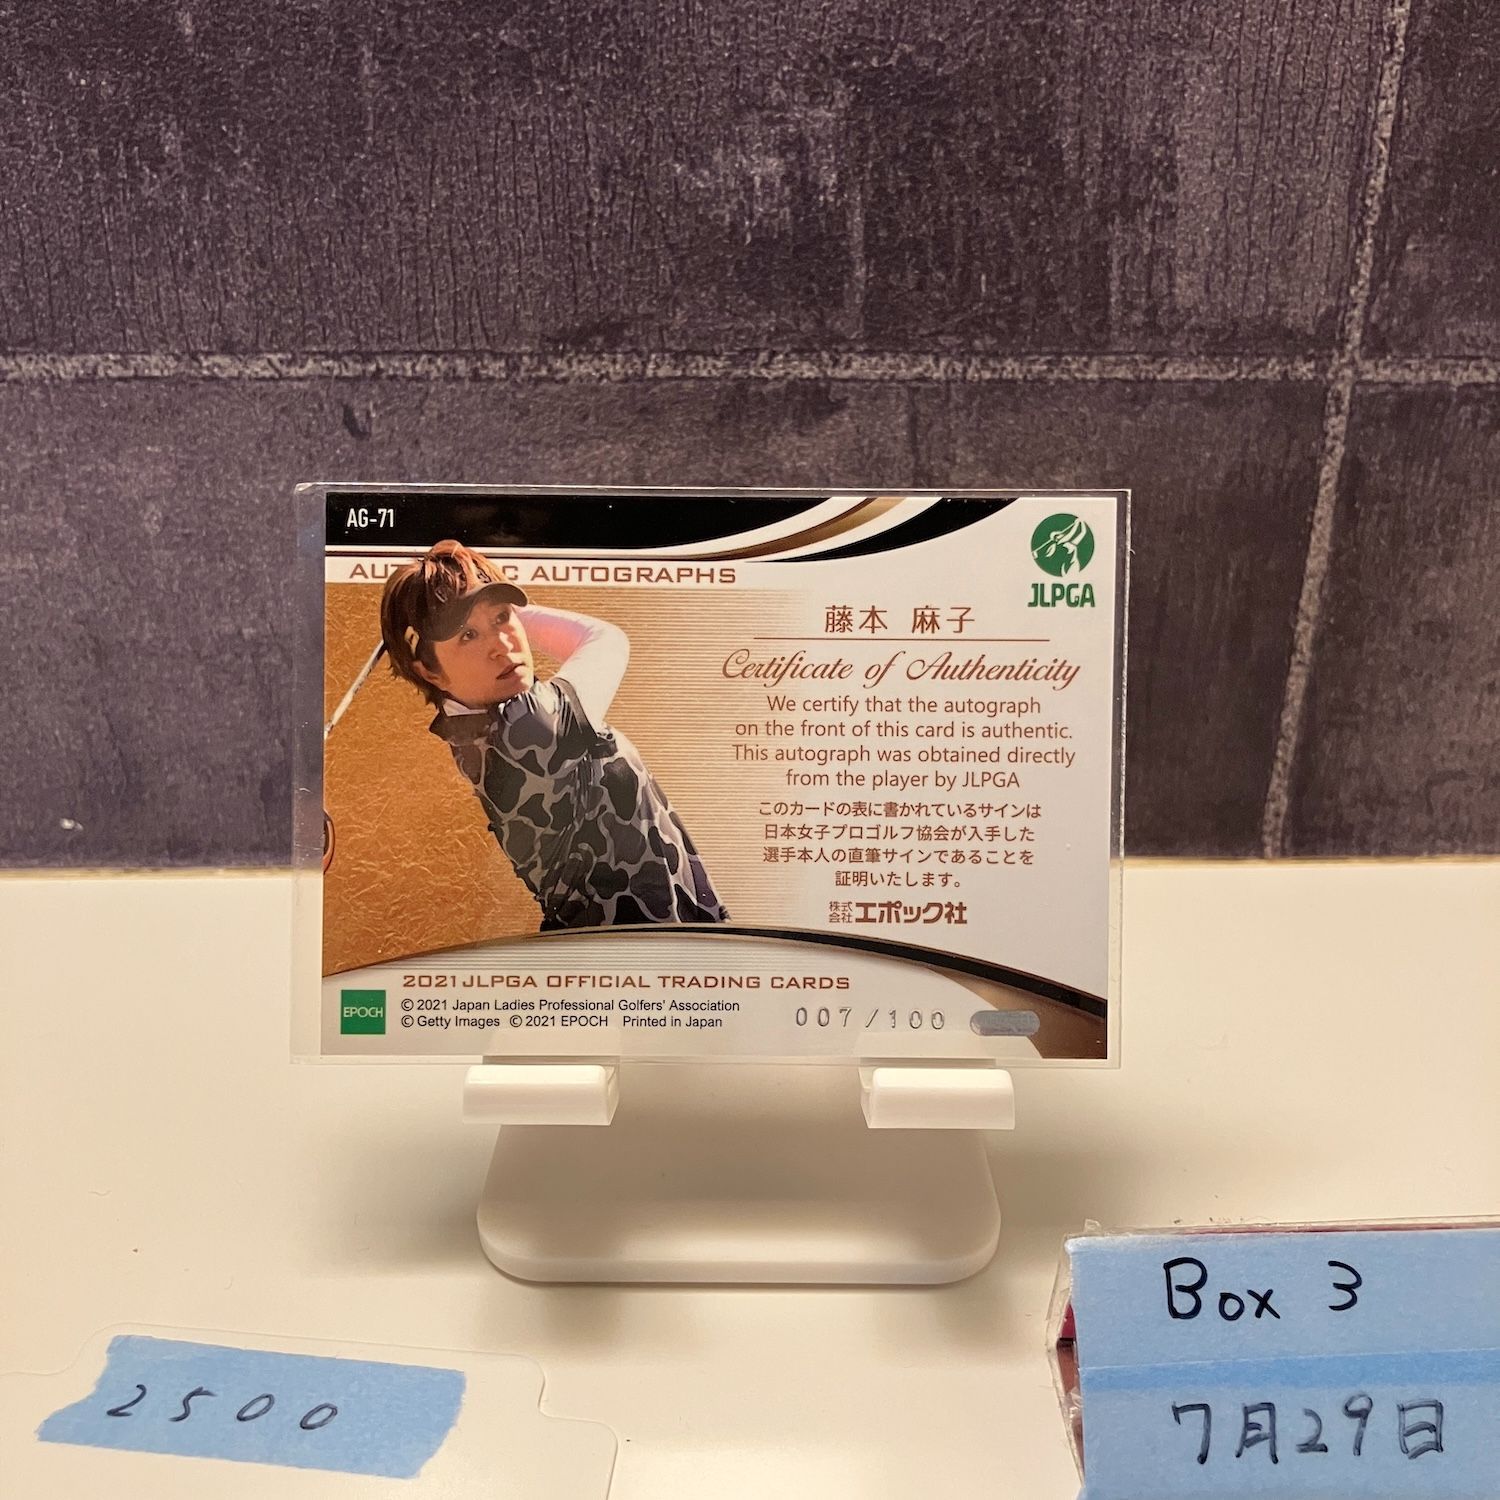 AG-71
AUT C AUTOGRAPHS
JLPGA
藤本 麻子
Certificate of Authenticity
We certify that the autograph
on the front of this card is authentic.
This autograph was obtained directly
from the player by JLPGA
このカードの表に書かれているサインは
日本女子プロゴルフ協会が入手した
選手本人の直筆サインであることを
証明いたします。
株式会社エポック社
2021 JLPGA OFFICIAL TRADING CARDS
EPOCH
© 2021 Japan Ladies Professional Golfers' Association
© Getty Images © 2021 EPOCH Printed in Japan
007/100
Box 3
7月29日
2500